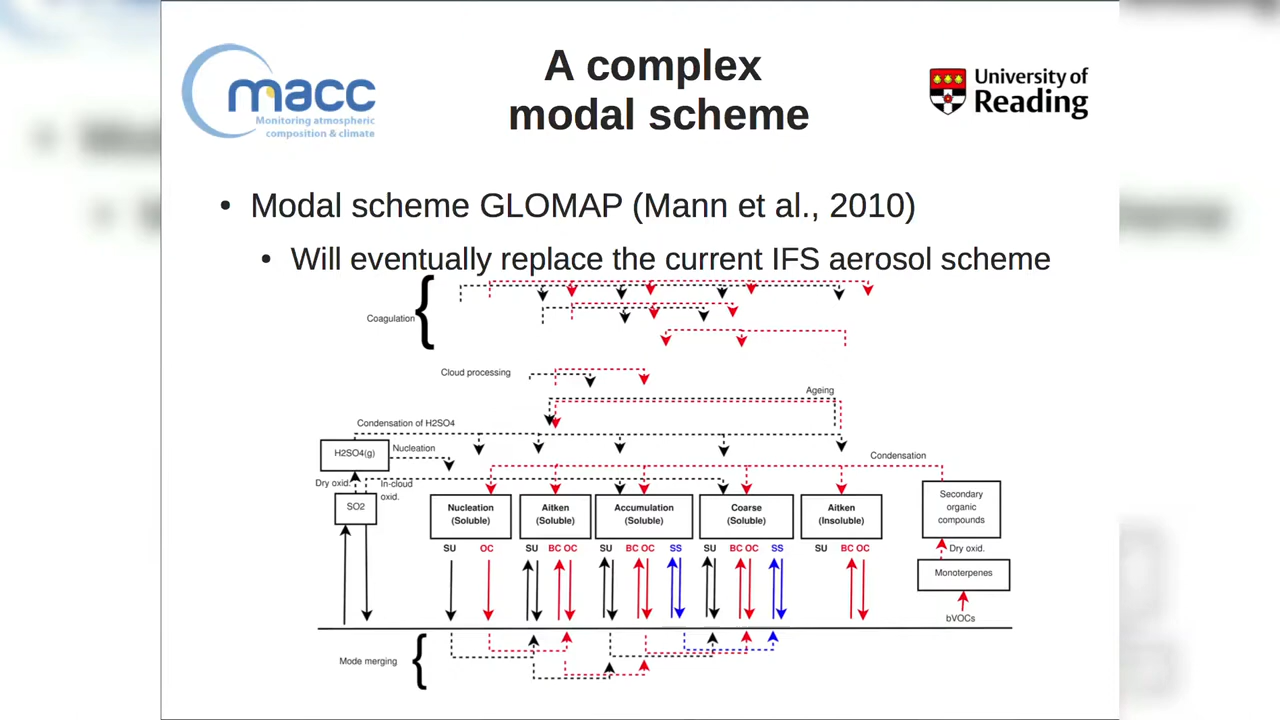 A complex
modal scheme
macc
Monitoring atmospheric
composition & climate
University of
Reading
• Modal scheme GLOMAP (Mann et al., 2010)
• Will eventually replace the current IFS aerosol scheme
Coagulation
Cloud processing
Ageing
Condensation of H2SO4
H2SO4(g)
Nucleation
Condensation
Dry oxid.
In-cloud
oxid.
SO2
Nucleation
(Soluble)
Aitken
(Soluble)
Accumulation
(Soluble)
Coarse
(Soluble)
Aitken
(Insoluble)
Secondary
organic
compounds
SU OC SU BC OC SU BC OC SS SU BC OC SS SU BC OC
Dry oxid.
Monoterpenes
bVOCs
Mode merging